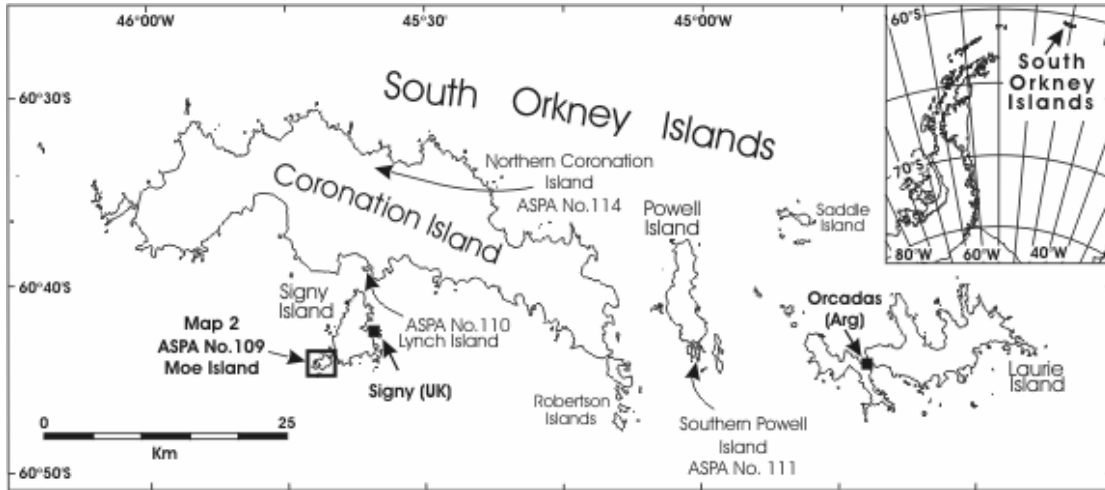 46°00'W
45°30'W
45°00'W
60°30'S
60°40'S
60°50'S
South Orkney Islands
Northern Coronation
Island
ASPA No.114
Coronation Island
Powell
Island
Saddle
Island
Signy
Island
ASPA No.110
Lynch Island
Map 2
ASPA No.109
Moe Island
Signy (UK)
Orcadas
(Arg)
Laurie
Island
Robertson
Islands
Southern Powell
Island
ASPA No. 111
0
25
Km
60°S
South
Orkney
Islands
70°S
80°W
60°W
40°W